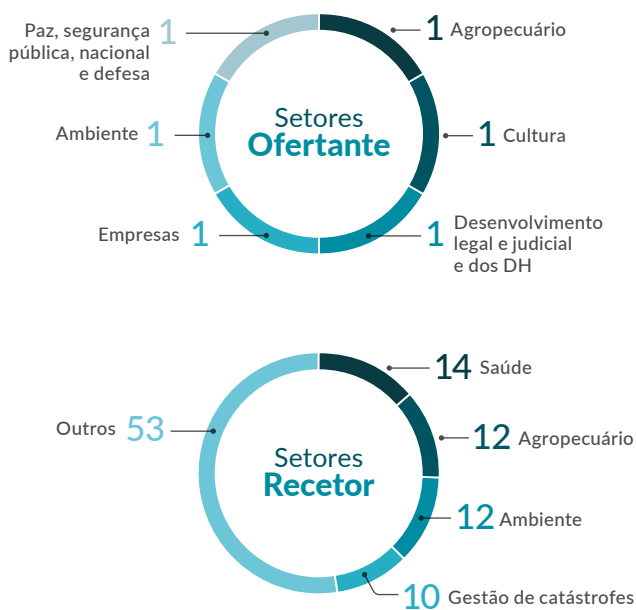 Paz, segurança
pública, nacional
e defesa
1
1 Agropecuário
Ambiente 1
Setores
Ofertante
1 Cultura
Empresas 1
1 Desenvolvimento
legal e judicial
e dos DH
14 Saúde
Outros 53
12 Agropecuário
Setores
Recetor
12 Ambiente
10 Gestão de catástrofes